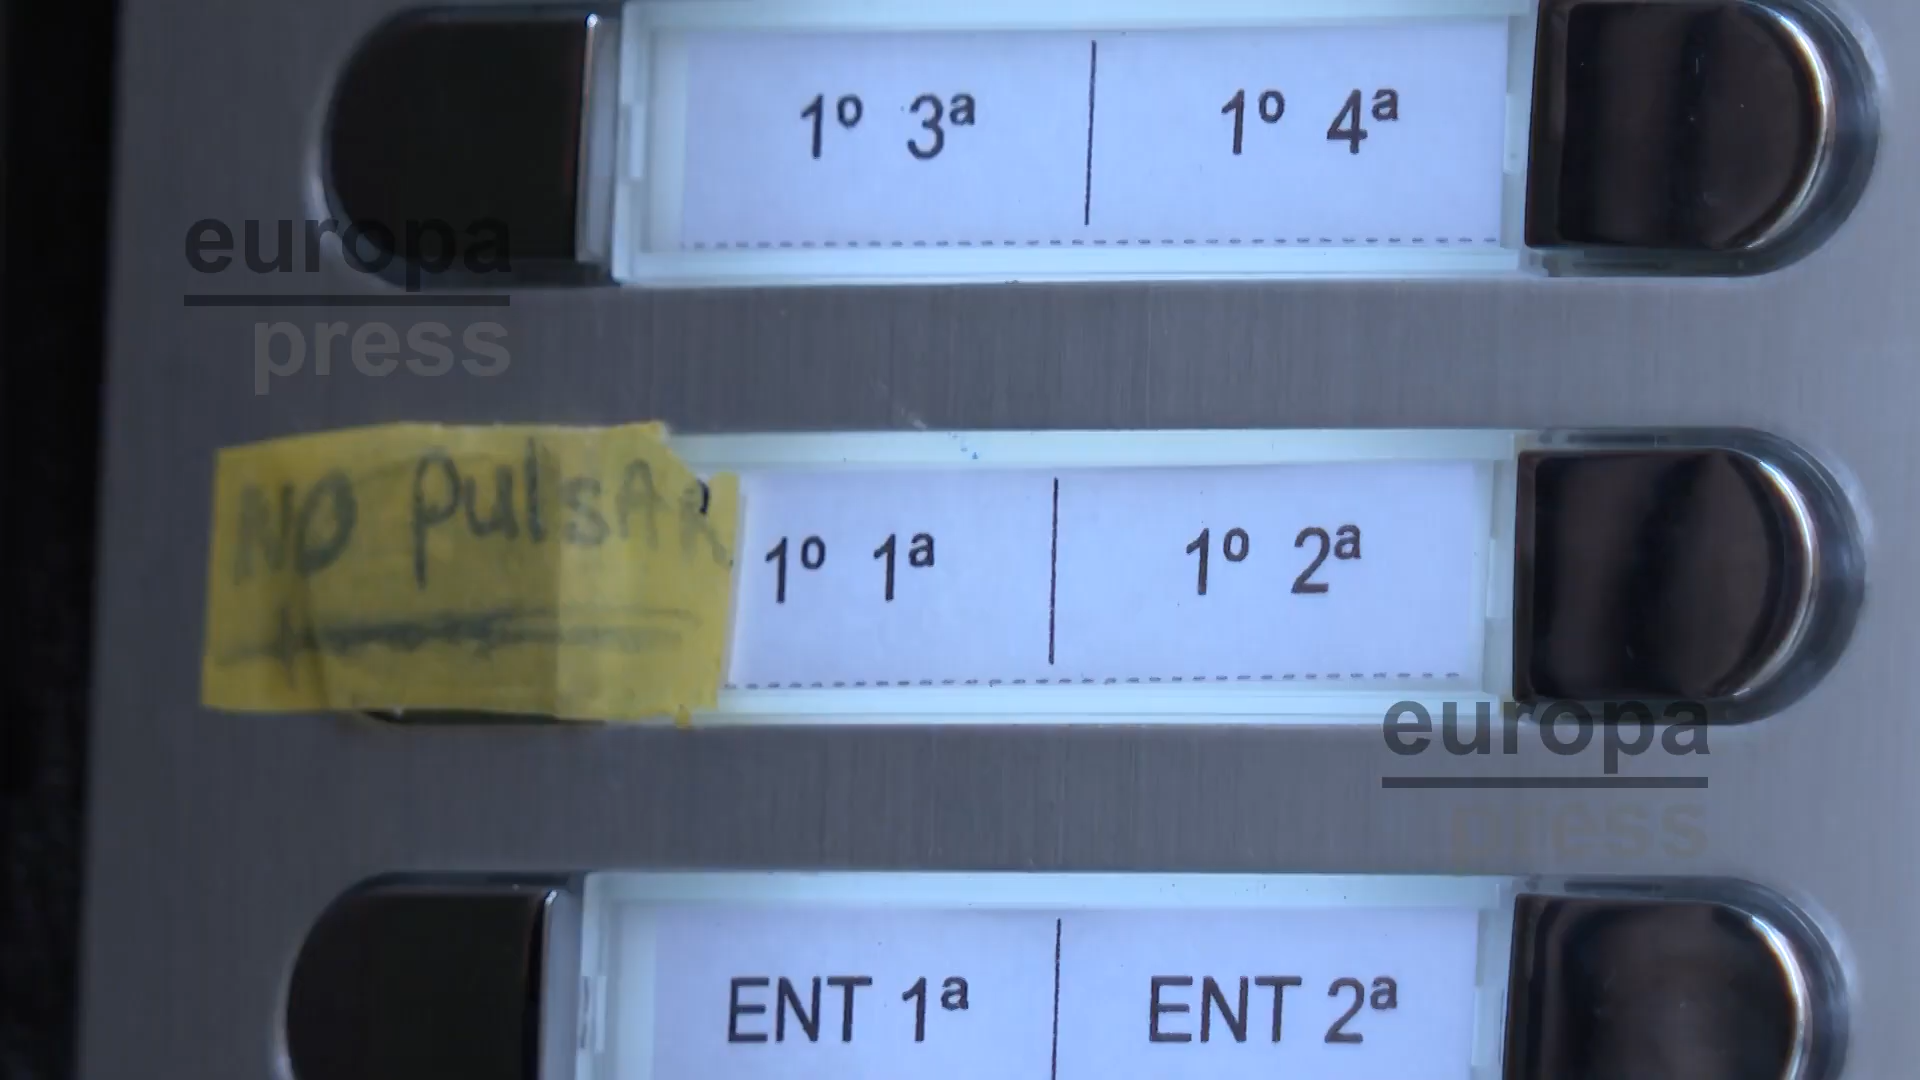 1º 3ª
1º 4ª
europa
press
NO pulsAR
1º 1ª
1º 2ª
europa
press
ENT 1ª
ENT 2ª